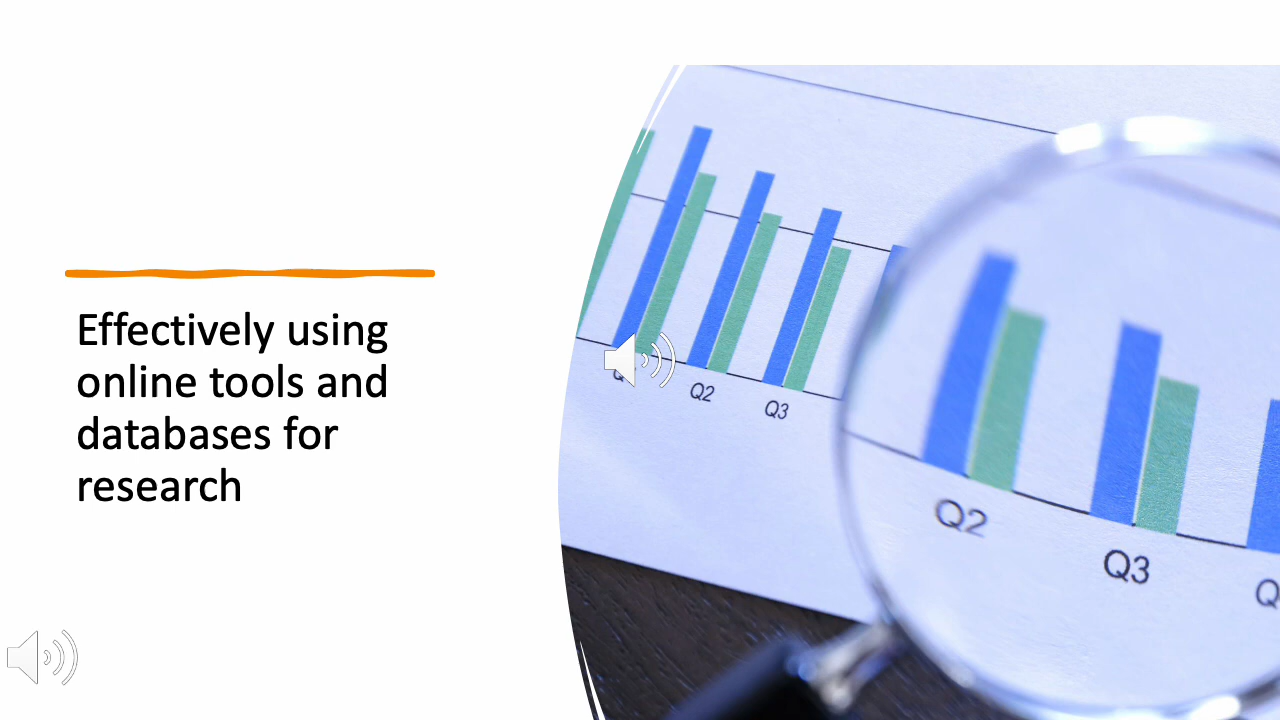 Effectively using
online tools and
databases for
research
Q2
Q3
Q2
Q3